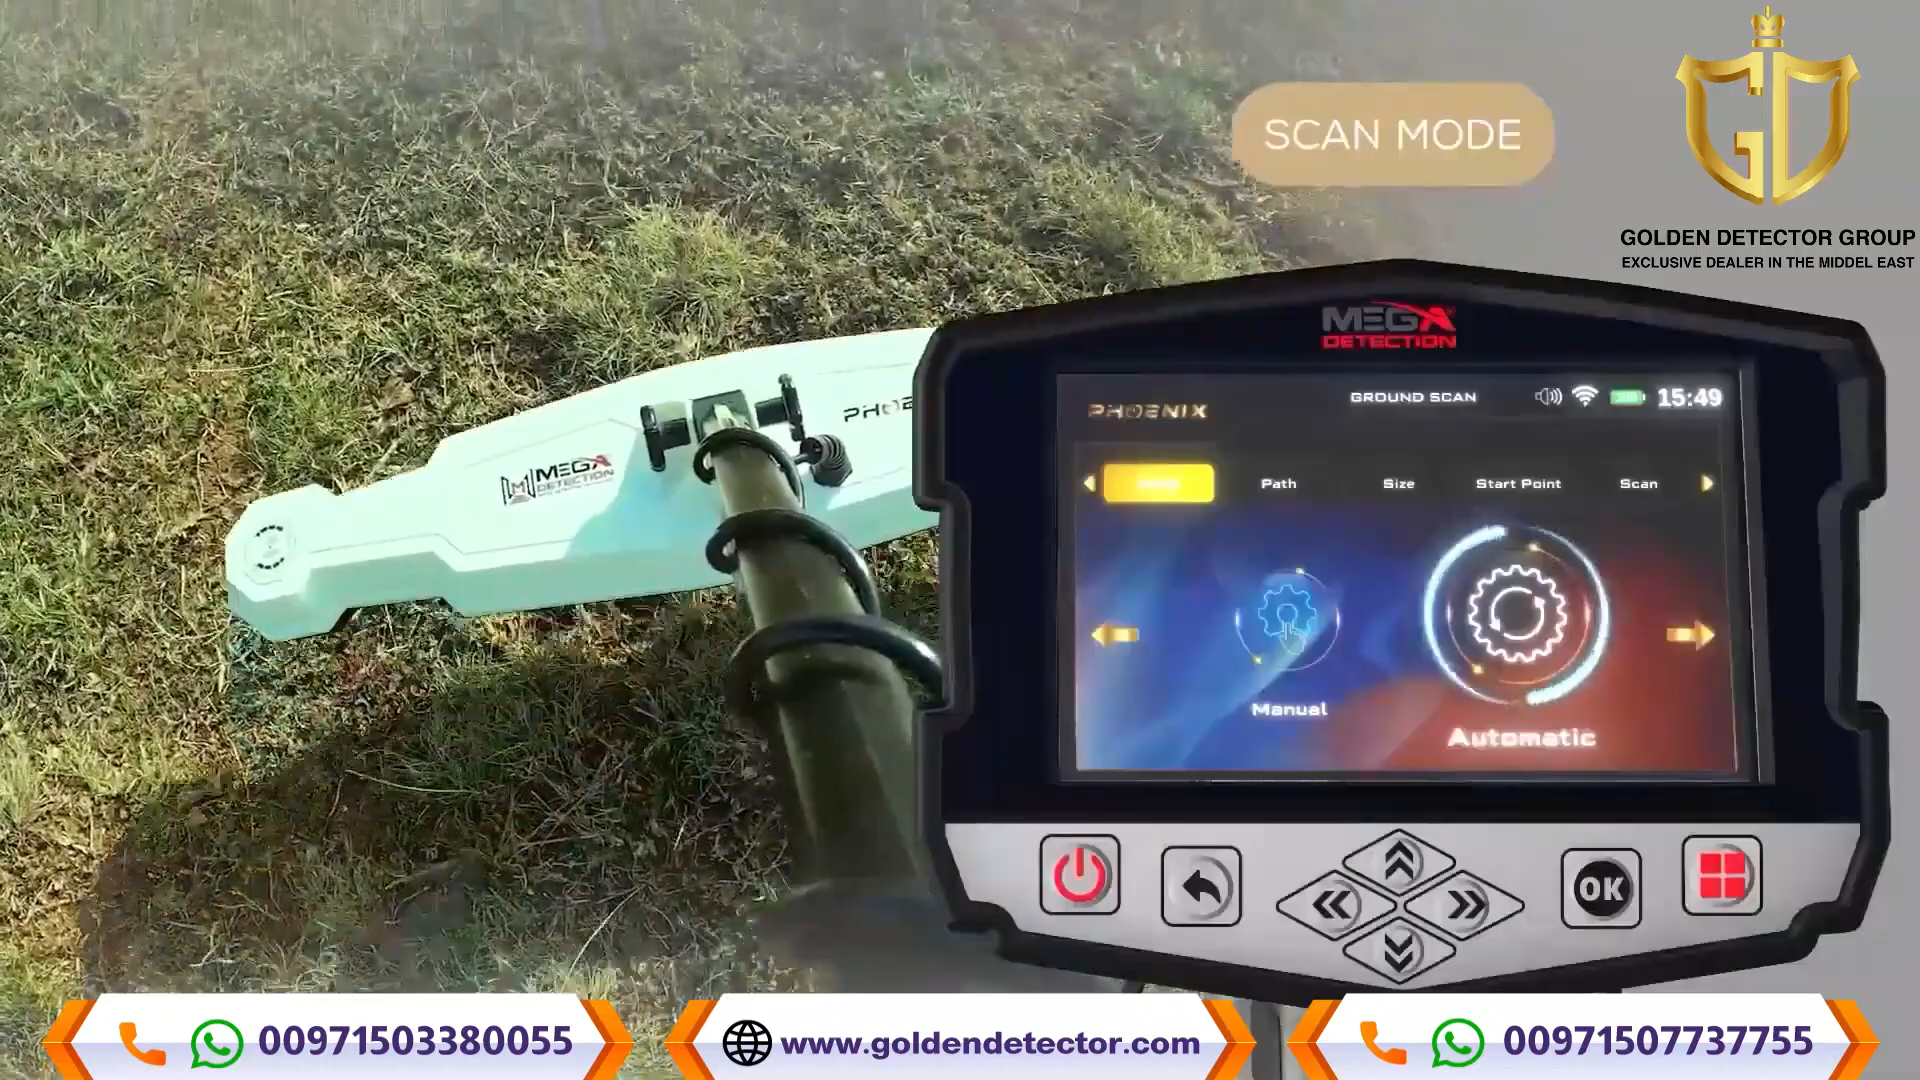 SCAN MODE
GOLDEN DETECTOR GROUP
EXCLUSIVE DEALER IN THE MIDDEL EAST
MEGA
DETECTION
PHOENIX
GROUND SCAN
15:49
Path
Size
Start Point
Scan
Manual
Automatic
MEGA
DETECTION
OK
00971503380055
www.goldendetector.com
00971507737755